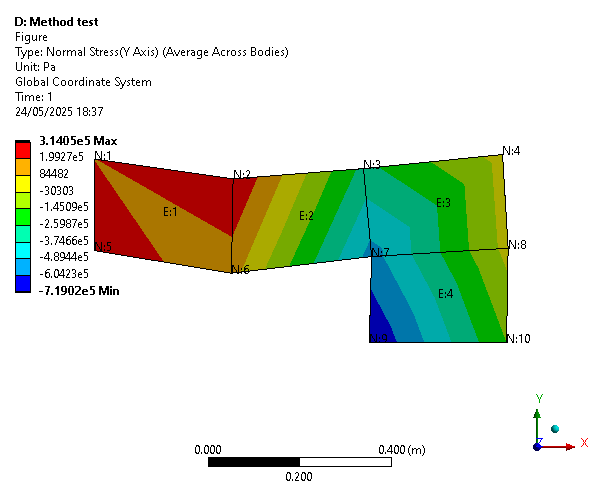 D: Method test
Figure
Type: Normal Stress(Y Axis) (Average Across Bodies)
Unit: Pa
Global Coordinate System
Time: 1
24/05/2025 18:37
3.1405e5 Max
1.9927e5
84482
-30303
-1.4509e5
-2.5987e5
-3.7466e5
-4.8944e5
-6.0423e5
-7.1902e5 Min
N:1
N:2
N:3
N:4
E:1
E:2
E:3
N:5
N:6
N:7
N:8
E:4
N:9
N:10
0.000
0.400 (m)
0.200
Y
X
Z